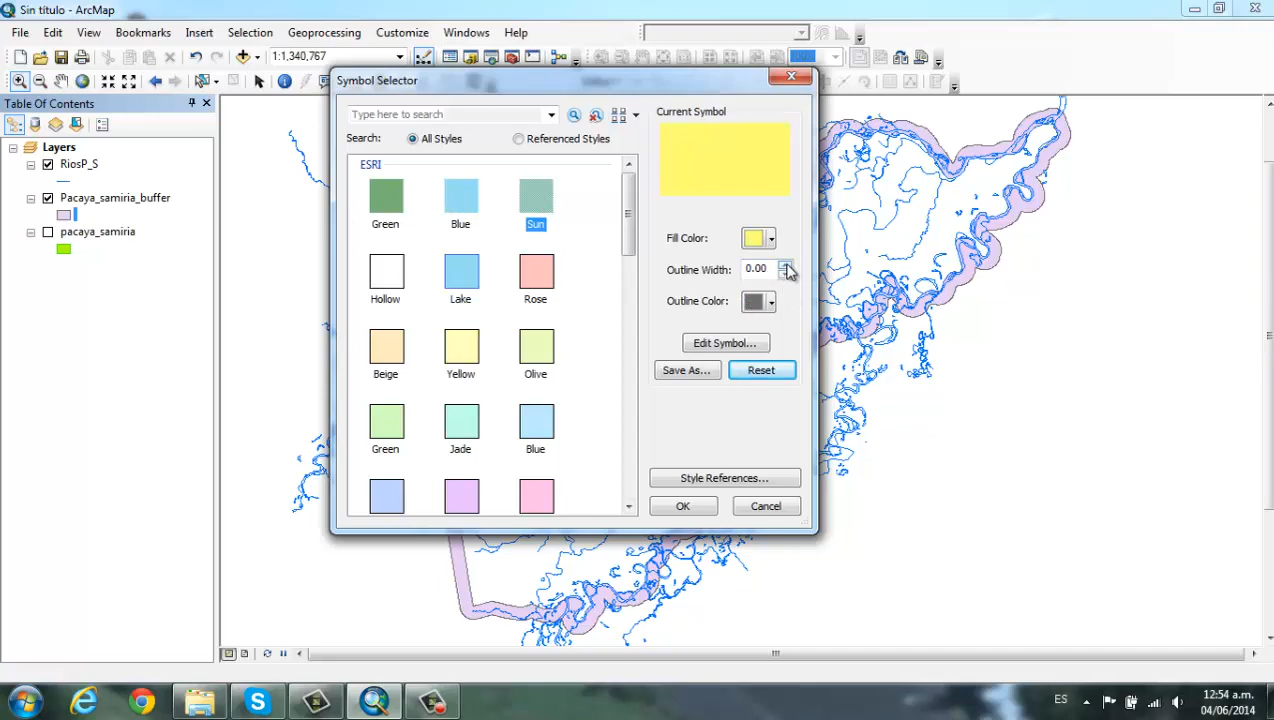 Sin título - ArcMap
File Edit View Bookmarks Insert Selection Geoprocessing Customize Windows Help
1:1,340,767
Table Of Contents
Layers
RiosP_S
Pacaya_samiria_buffer
pacaya_samiria
Symbol Selector
Type here to search
Search: All Styles Referenced Styles
ESRI
Green Blue Sun
Hollow Lake Rose
Beige Yellow Olive
Green Jade Blue
Current Symbol
Fill Color:
Outline Width: 0.00
Outline Color:
Edit Symbol...
Save As... Reset
Style References...
OK Cancel
ES
12:54 a.m.
04/06/2014